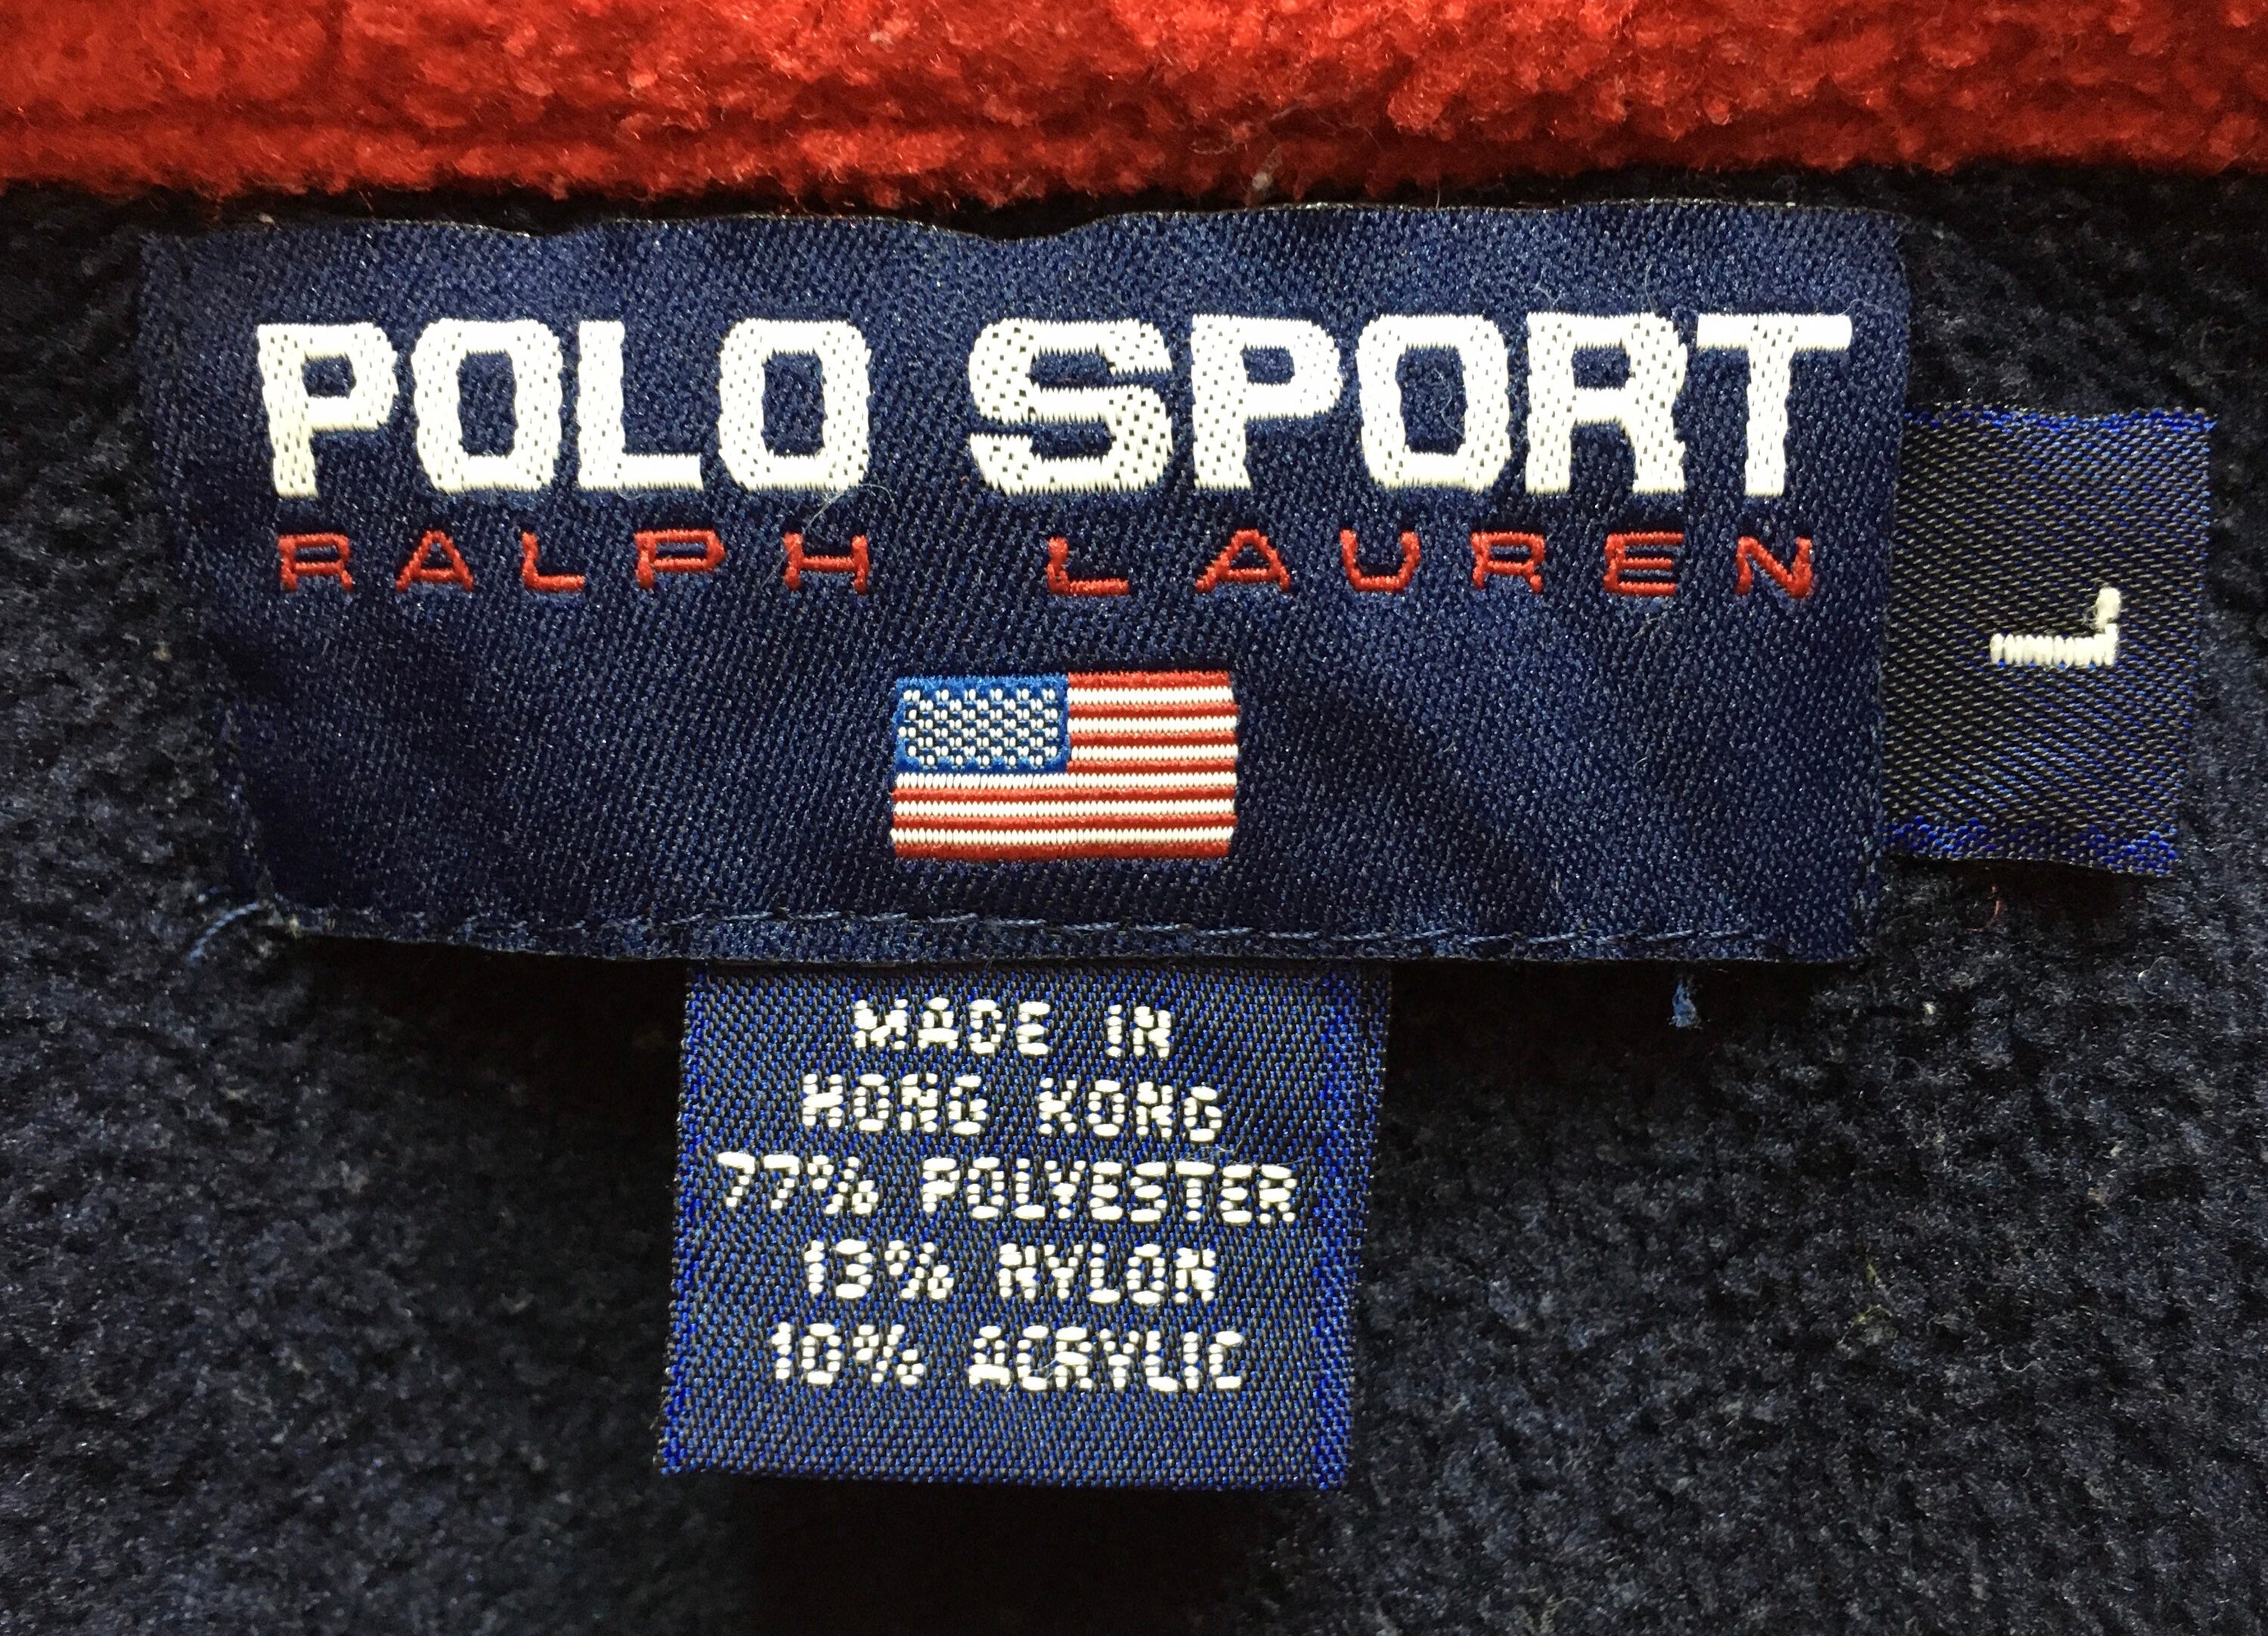 POLO SPORT
RALPH LAUREN
L
MADE IN
HONG KONG
77% POLYESTER
13% NYLON
10% ACRYLIC